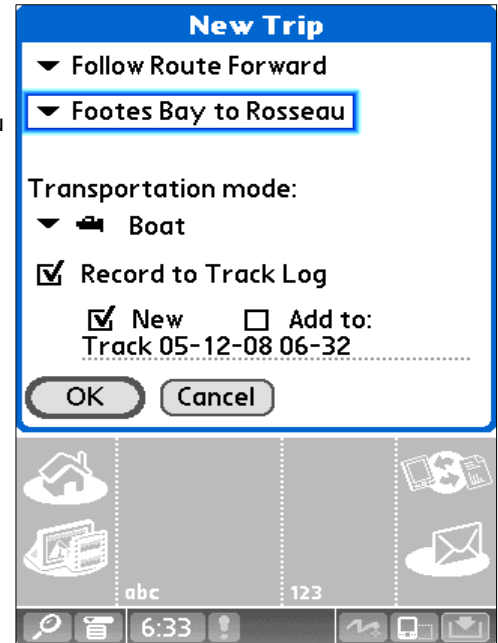 New Trip
Follow Route Forward
Footes Bay to Rosseau
Transportation mode:
Boat
Record to Track Log
New Add to:
Track 05-12-08 06-32
OK Cancel
abc 123
6:33